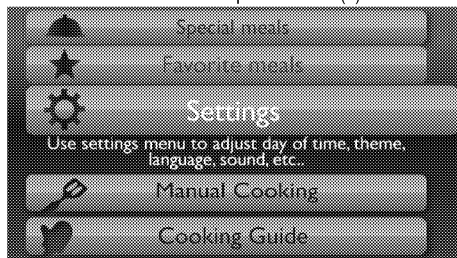 Special meals
Favorite meals
Settings
Use settings menu to adjust day of time, theme,
language, sound, etc..
Manual Cooking
Cooking Guide